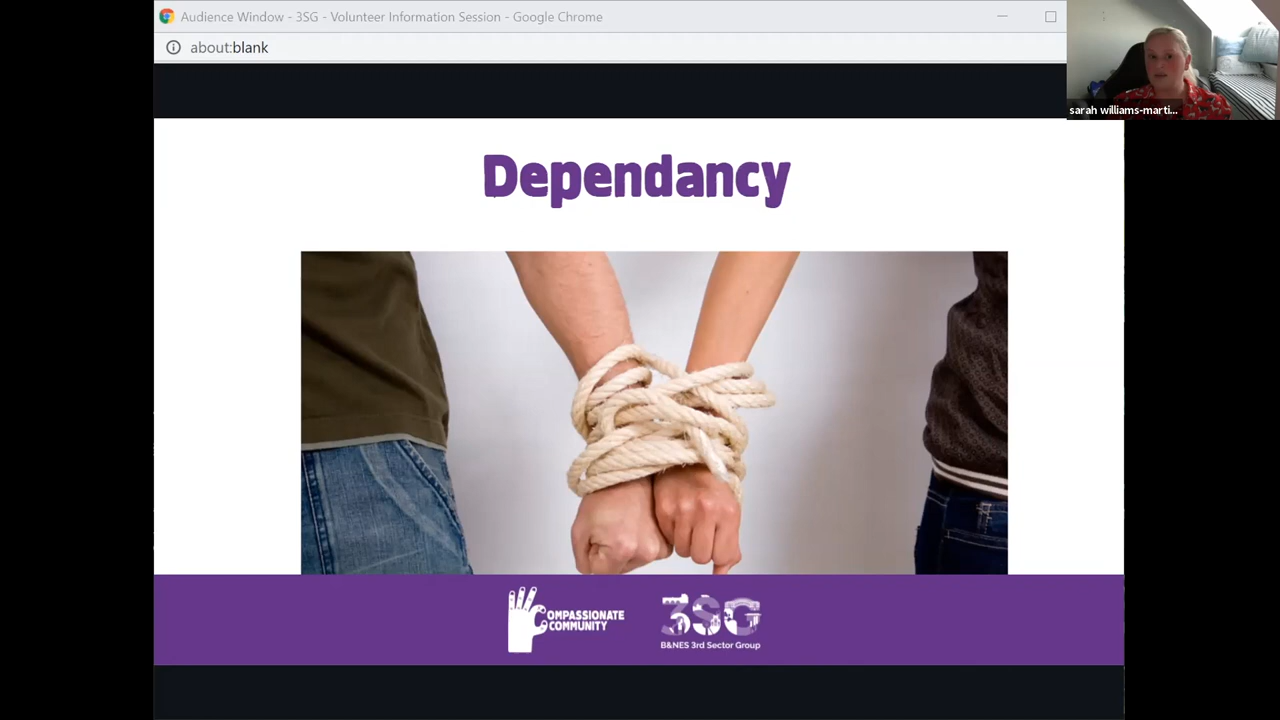 Audience Window - 3SG - Volunteer Information Session - Google Chrome
about:blank
sarah williams-marti...
Dependancy
COMPASSIONATE
COMMUNITY
3SG
B&NES 3rd Sector Group